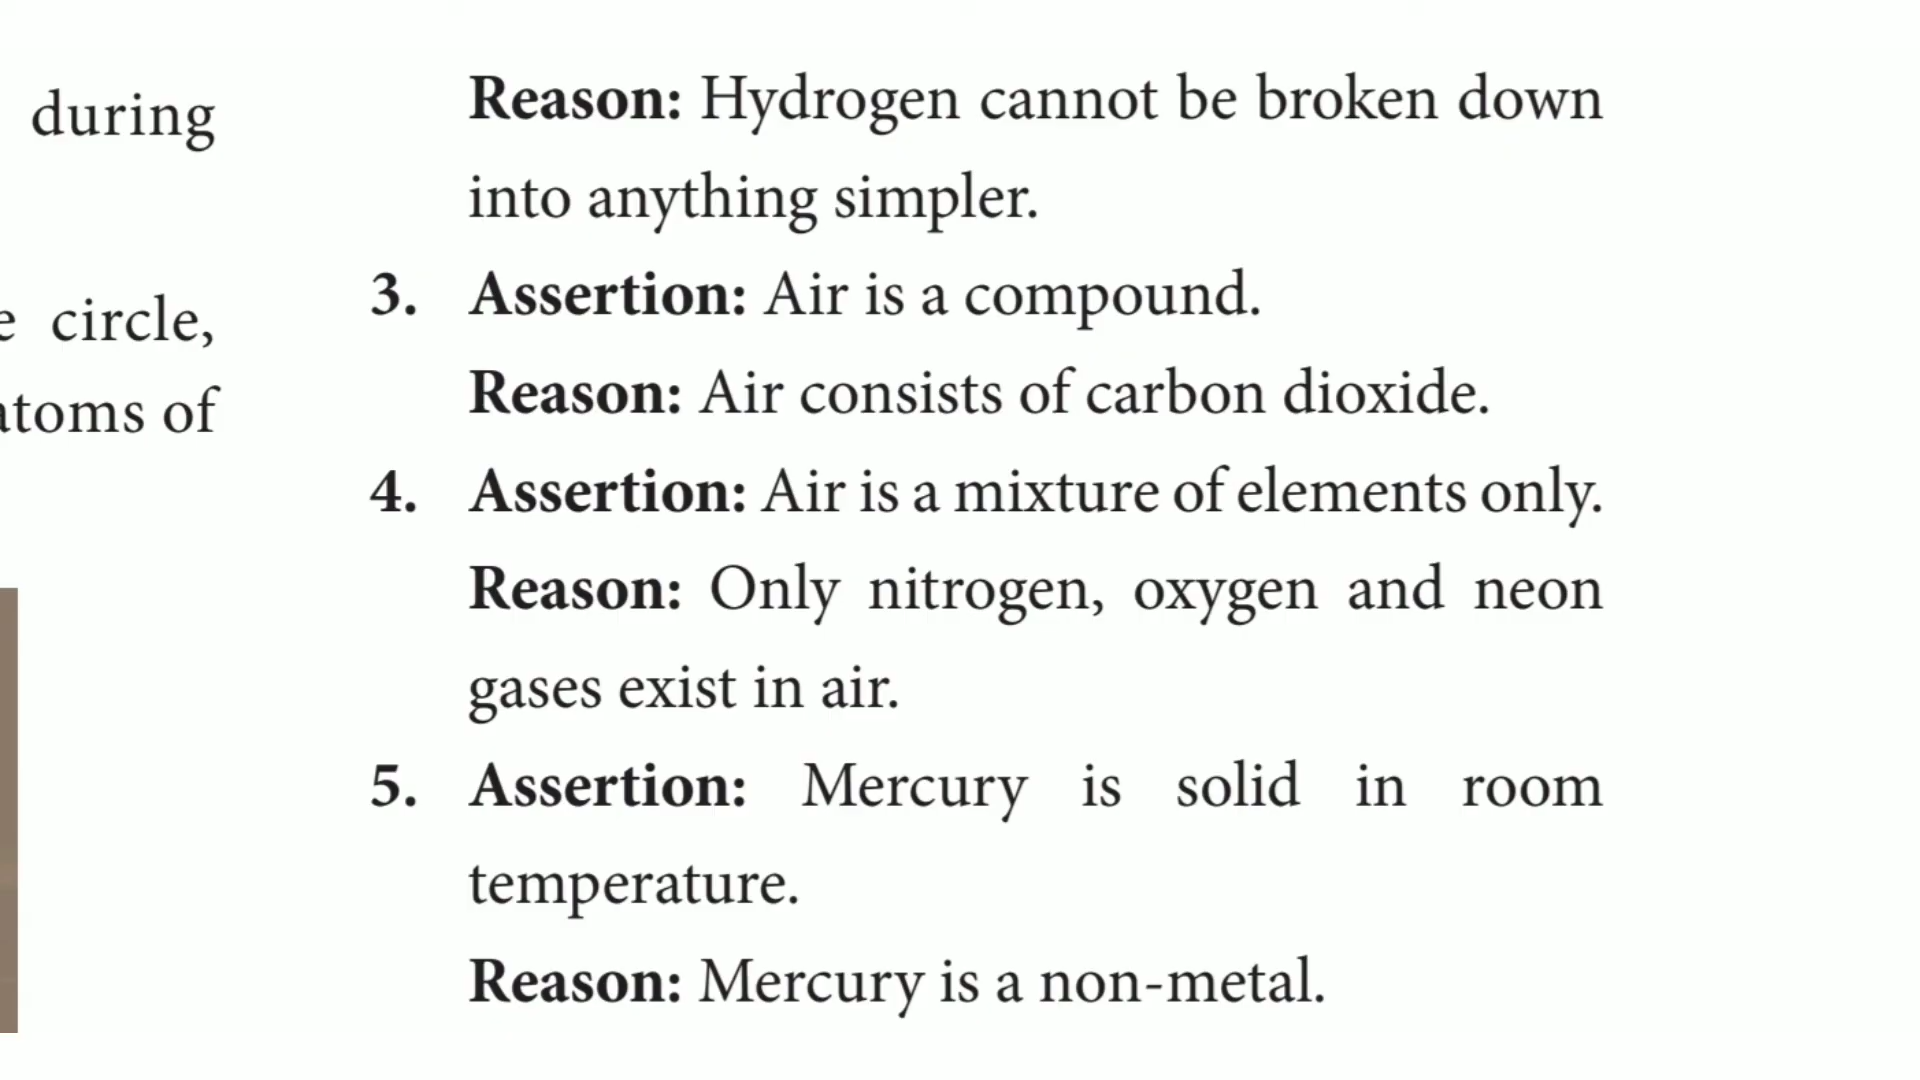 during
e circle,
atoms of
Reason: Hydrogen cannot be broken down
into anything simpler.
3. Assertion: Air is a compound.
Reason: Air consists of carbon dioxide.
4. Assertion: Air is a mixture of elements only.
Reason: Only nitrogen, oxygen and neon
gases exist in air.
5. Assertion: Mercury is solid in room
temperature.
Reason: Mercury is a non-metal.